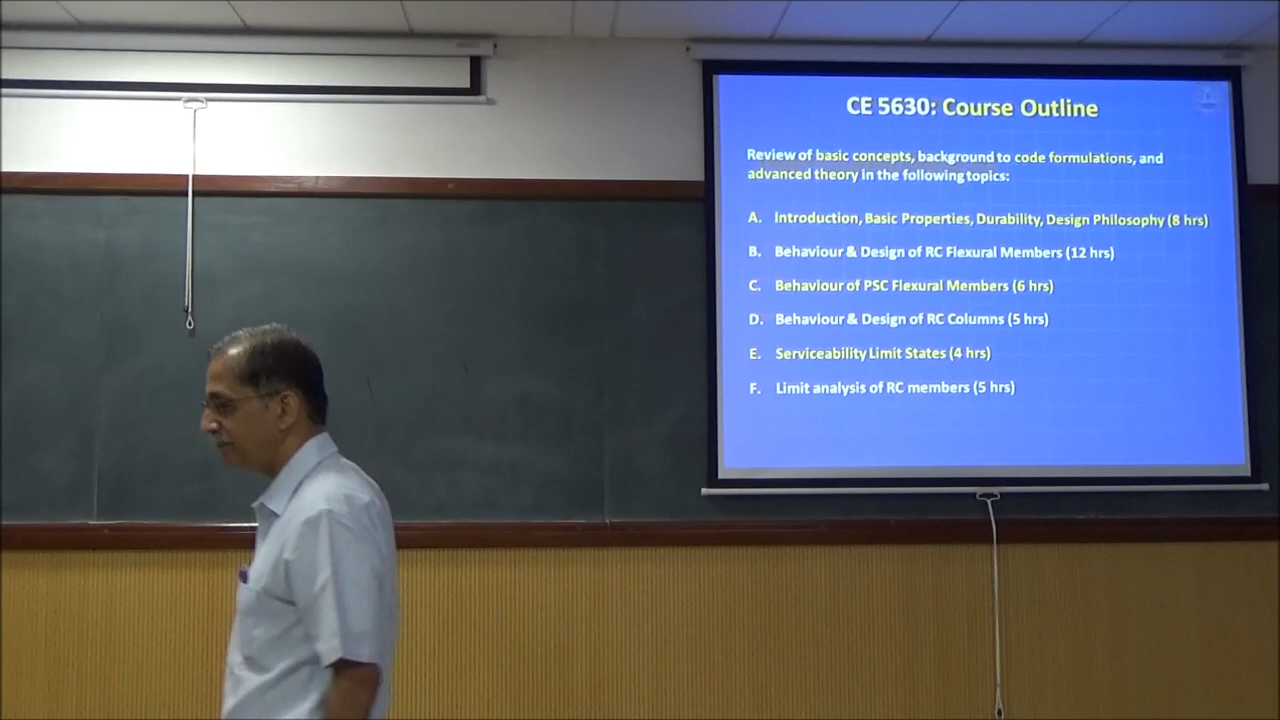 CE 5630: Course Outline
Review of basic concepts, background to code formulations, and
advanced theory in the following topics:
A. Introduction, Basic Properties, Durability, Design Philosophy (8 hrs)
B. Behaviour & Design of RC Flexural Members (12 hrs)
C. Behaviour of PSC Flexural Members (6 hrs)
D. Behaviour & Design of RC Columns (5 hrs)
E. Serviceability Limit States (4 hrs)
F. Limit analysis of RC members (5 hrs)